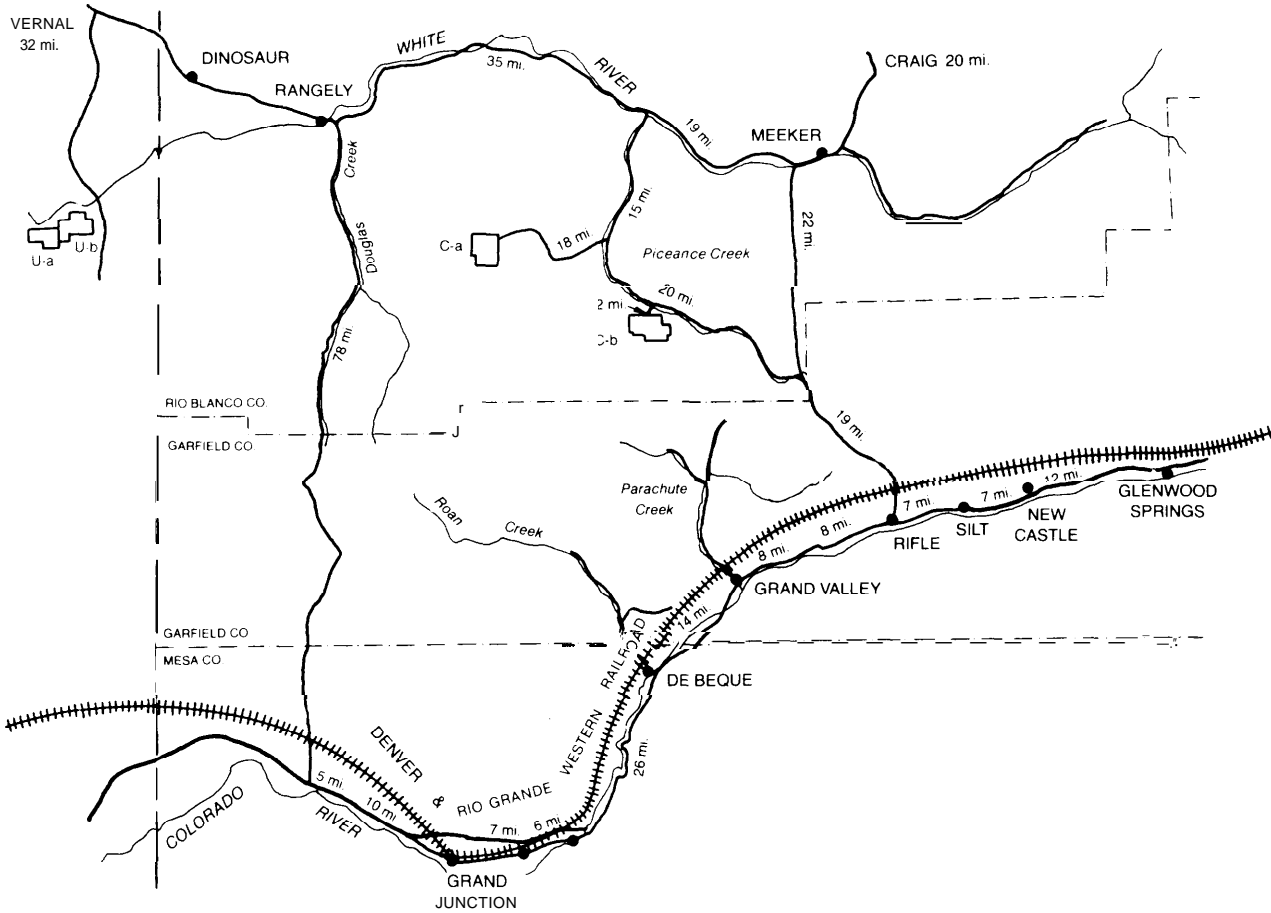 VERNAL
32 mi.
DINOSAUR
RANGELY
WHITE
RIVER
35 mi.
CRAIG 20 mi.
MEEKER
19 mi.
Creek
Douglas
15 mi.
22 mi.
U-a
U-b
C-a
18 mi.
Piceance Creek
20 mi.
2 mi.
C-b
78 mi.
RIO BLANCO CO.
GARFIELD CO.
19 mi.
Parachute
Creek
Roan
Creek
7 mi.
7 mi.
12 mi.
GLENWOOD
SPRINGS
NEW
CASTLE
SILT
RIFLE
8 mi.
8 mi.
GRAND VALLEY
14 mi.
GARFIELD CO
MESA CO.
DE BEQUE
DENVER
&
RIO GRANDE
WESTERN
RAILROAD
26 mi.
5 mi.
10 mi
7 mi.
6 mi
COLORADO
RIVER
GRAND
JUNCTION